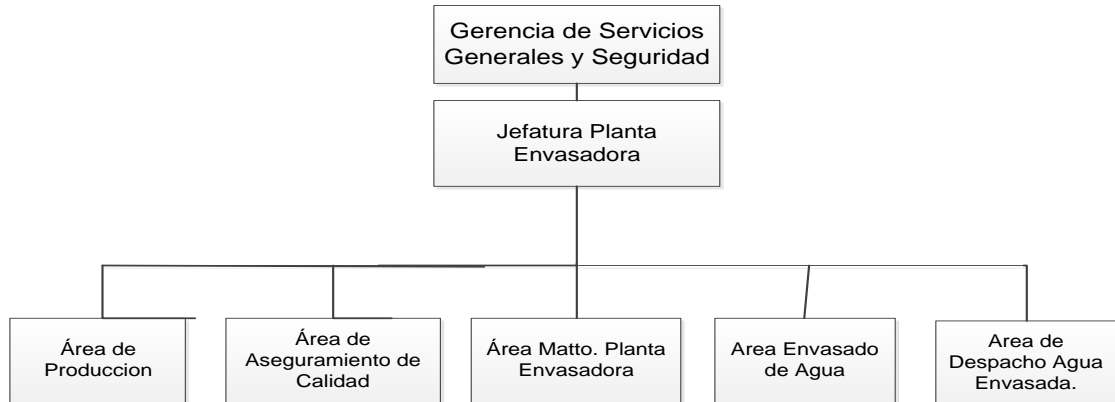 Gerencia de Servicios
Generales y Seguridad
Jefatura Planta
Envasadora
Área de
Produccion
Área de
Aseguramiento de
Calidad
Área Matto. Planta
Envasadora
Area Envasado
de Agua
Area de
Despacho Agua
Envasada.